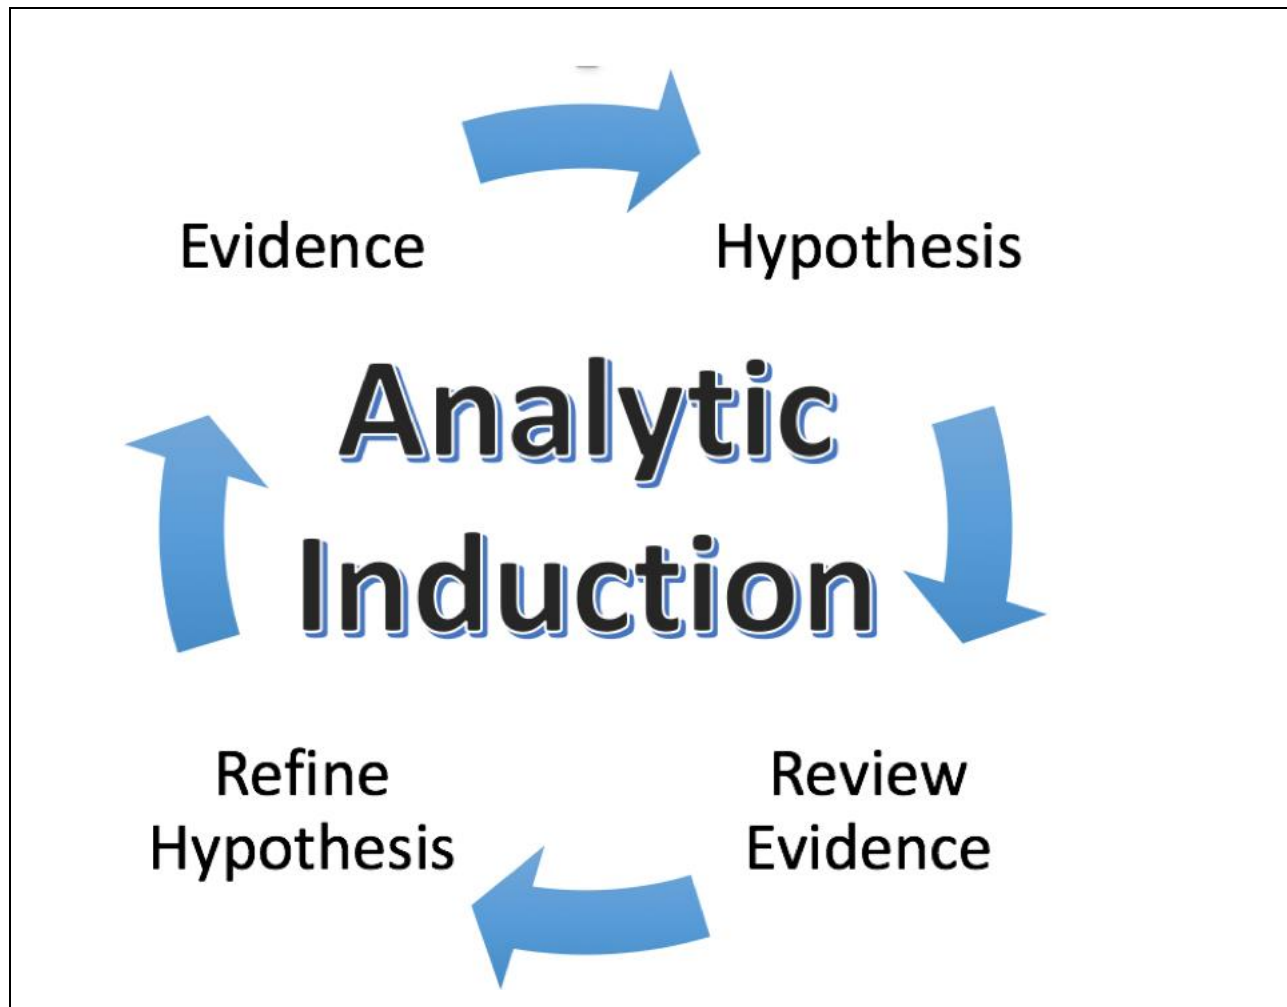 Evidence
Hypothesis
Analytic
Induction
Refine
Hypothesis
Review
Evidence